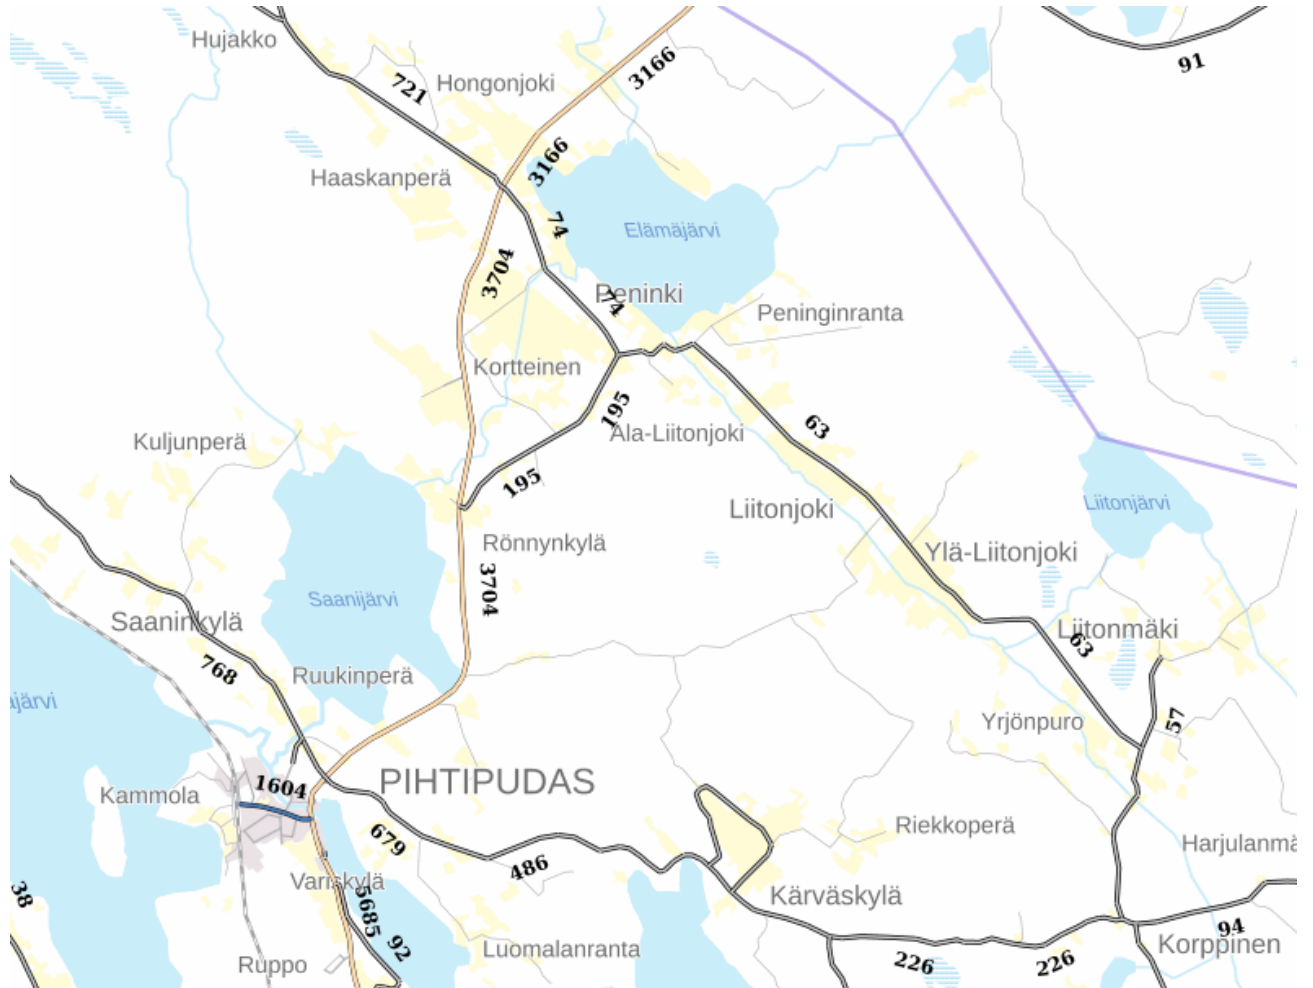 Hujakko
91
3166
721
Hongonjoki
3166
Haaskanperä
74
Elämäjärvi
3704
Peninki
74
Peninginranta
Kortteinen
195
63
Ala-Liitonjoki
Kuljunperä
195
Liitonjoki
Liitonjärvi
Rönnynkylä
Ylä-Liitonjoki
3704
Saanijärvi
Saaninkylä
Liitonmäki
63
768
Ruukinperä
ajärvi
57
Yrjönpuro
PIHTIPUDAS
1604
Kammola
Riekkoperä
679
Harjulanmä
486
Variskylä
38
Kärväskylä
5685
94
92
Luomalanranta
Korppinen
226
226
Ruppo